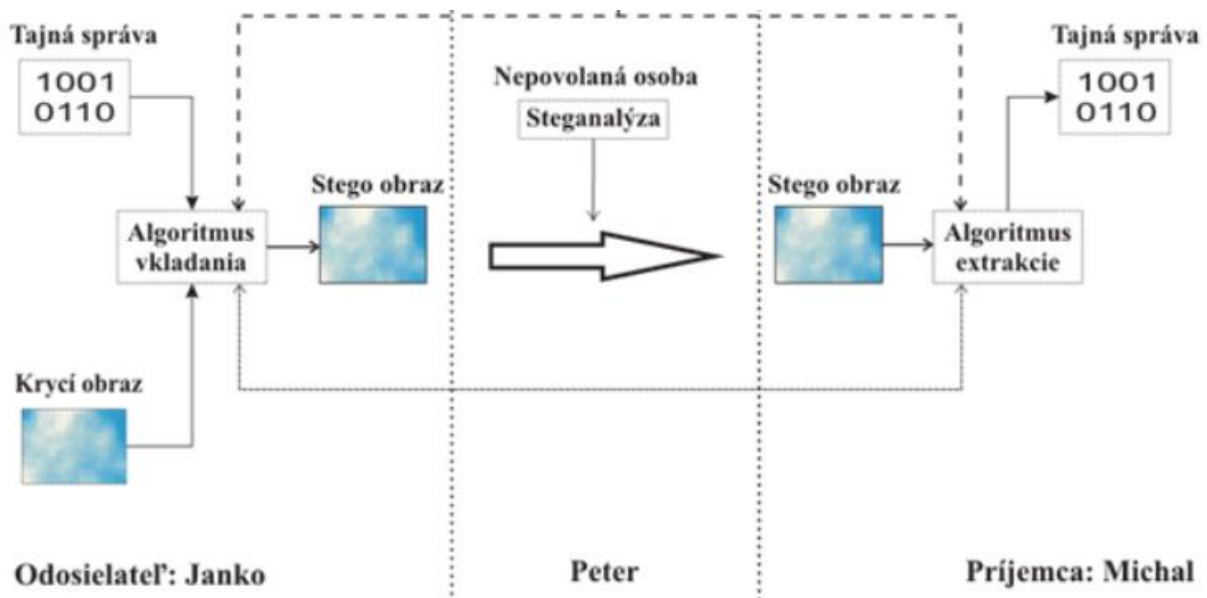 Tajná správa
1001
0110
Nepovolaná osoba
Steganalýza
Tajná správa
1001
0110
Stego obraz
Stego obraz
Algoritmus
vkladania
Algoritmus
extrakcie
Krycí obraz
Odosielateľ: Janko
Peter
Príjemca: Michal